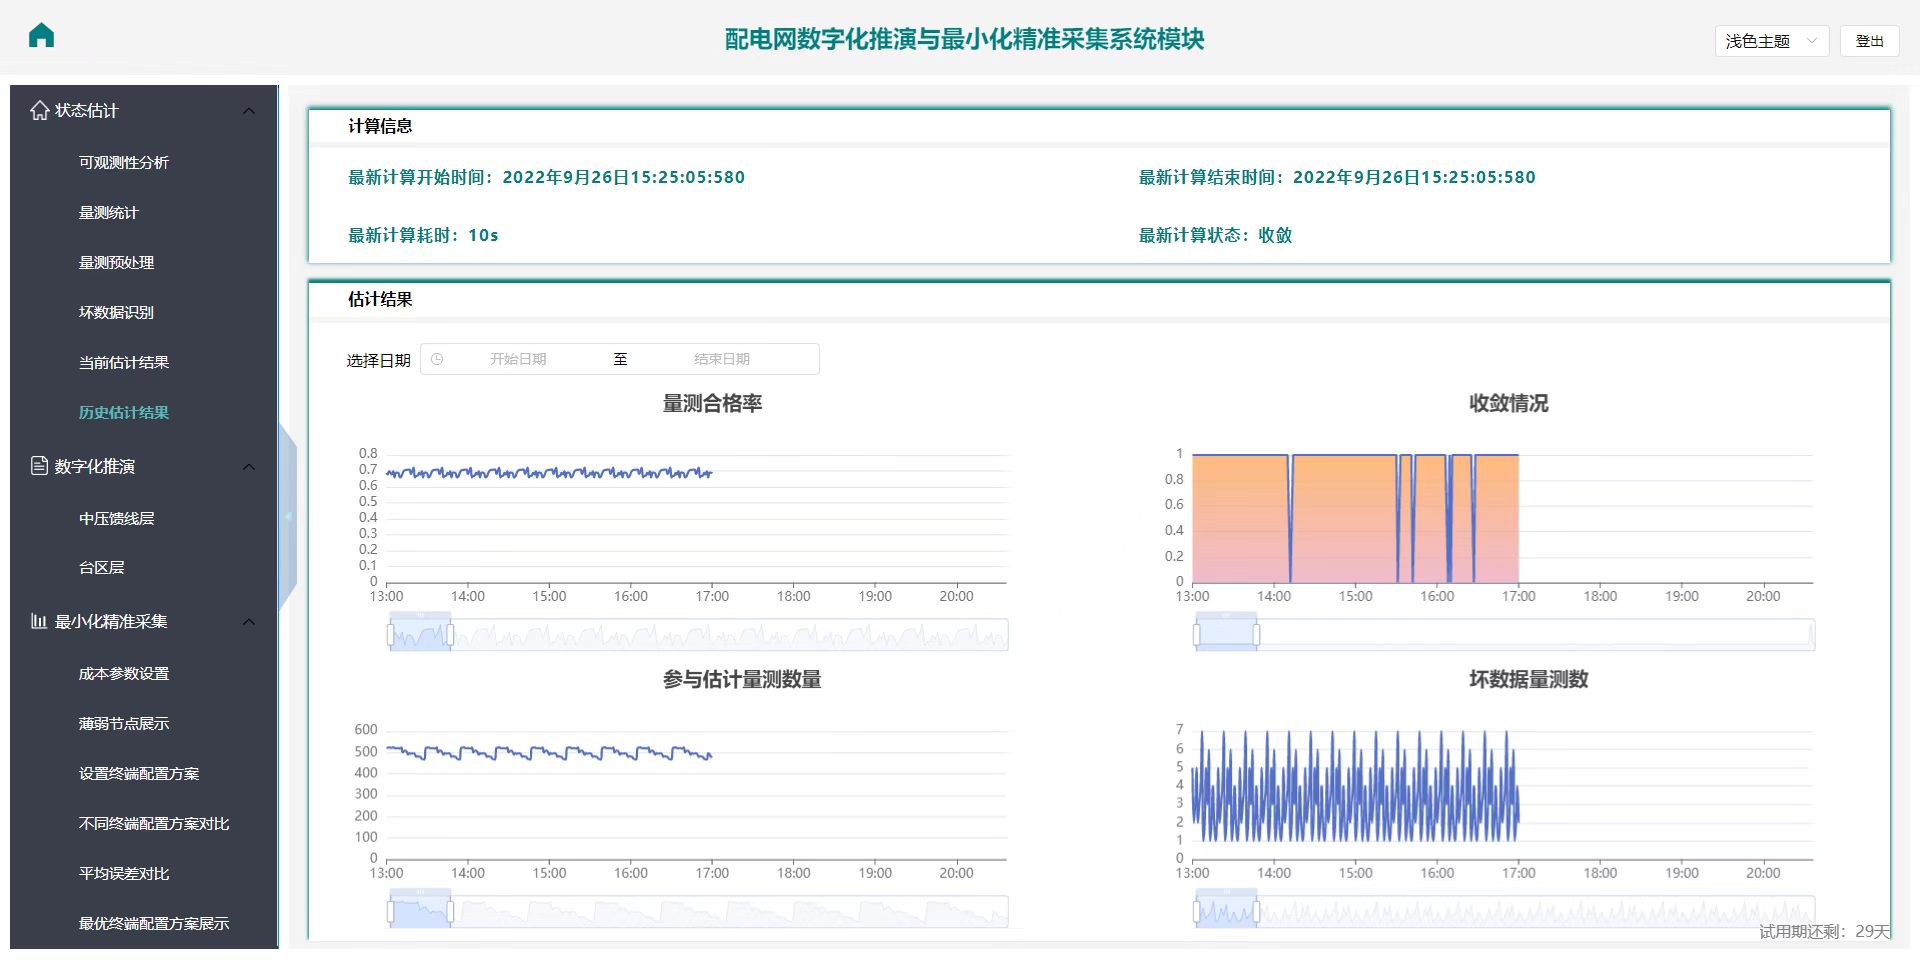 配电网数字化推演与最小化精准采集系统模块
浅色主题
登出
状态估计
可观测性分析
量测统计
量测预处理
坏数据识别
当前估计结果
历史估计结果
数字化推演
中压馈线层
台区层
最小化精准采集
成本参数设置
薄弱节点展示
设置终端配置方案
不同终端配置方案对比
平均误差对比
最优终端配置方案展示
计算信息
最新计算开始时间：2022年9月26日15:25:05:580
最新计算结束时间：2022年9月26日15:25:05:580
最新计算耗时：10s
最新计算状态：收敛
估计结果
选择日期 开始日期 至 结束日期
量测合格率
0.8
0.7
0.6
0.5
0.4
0.3
0.2
0.1
0
13:00 14:00 15:00 16:00 17:00 18:00 19:00 20:00
收敛情况
1
0.8
0.6
0.4
0.2
0
13:00 14:00 15:00 16:00 17:00 18:00 19:00 20:00
参与估计量测数量
600
500
400
300
200
100
0
13:00 14:00 15:00 16:00 17:00 18:00 19:00 20:00
坏数据量测数
7
6
5
4
3
2
1
0
13:00 14:00 15:00 16:00 17:00 18:00 19:00 20:00
试用期还剩：29天